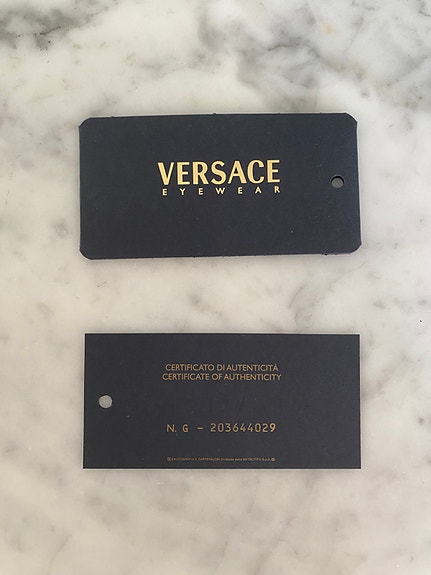 VERSACE
EYEWEAR
CERTIFICATO DI AUTENTICITÀ
CERTIFICATE OF AUTHENTICITY
N. G - 203644029